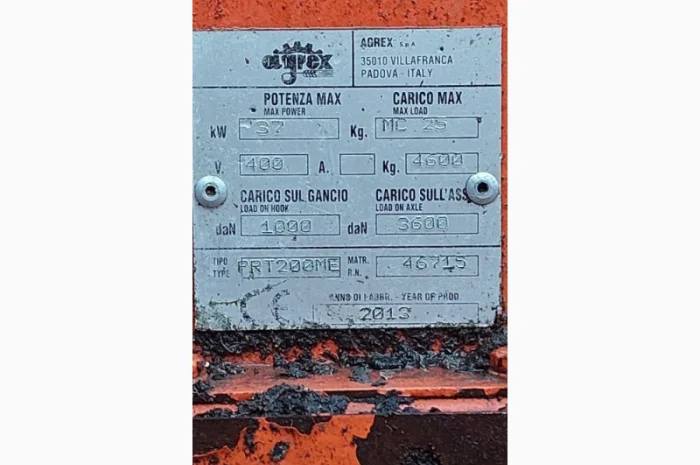 agrex
AGREX S.p.A.
35010 VILLAFRANCA
PADOVA - ITALY
POTENZA MAX
MAX POWER
CARICO MAX
MAX LOAD
kW 37 Kg. MC 25
V. 400 A. Kg. 4600
CARICO SUL GANCIO
LOAD ON HOOK
CARICO SULL'ASS
LOAD ON AXLE
daN 1000 daN 3600
TIPO
TYPE
PRT200ME
MATR.
R.N.
46715
CE
ANNO DI FABBR. - YEAR OF PROD.
2013